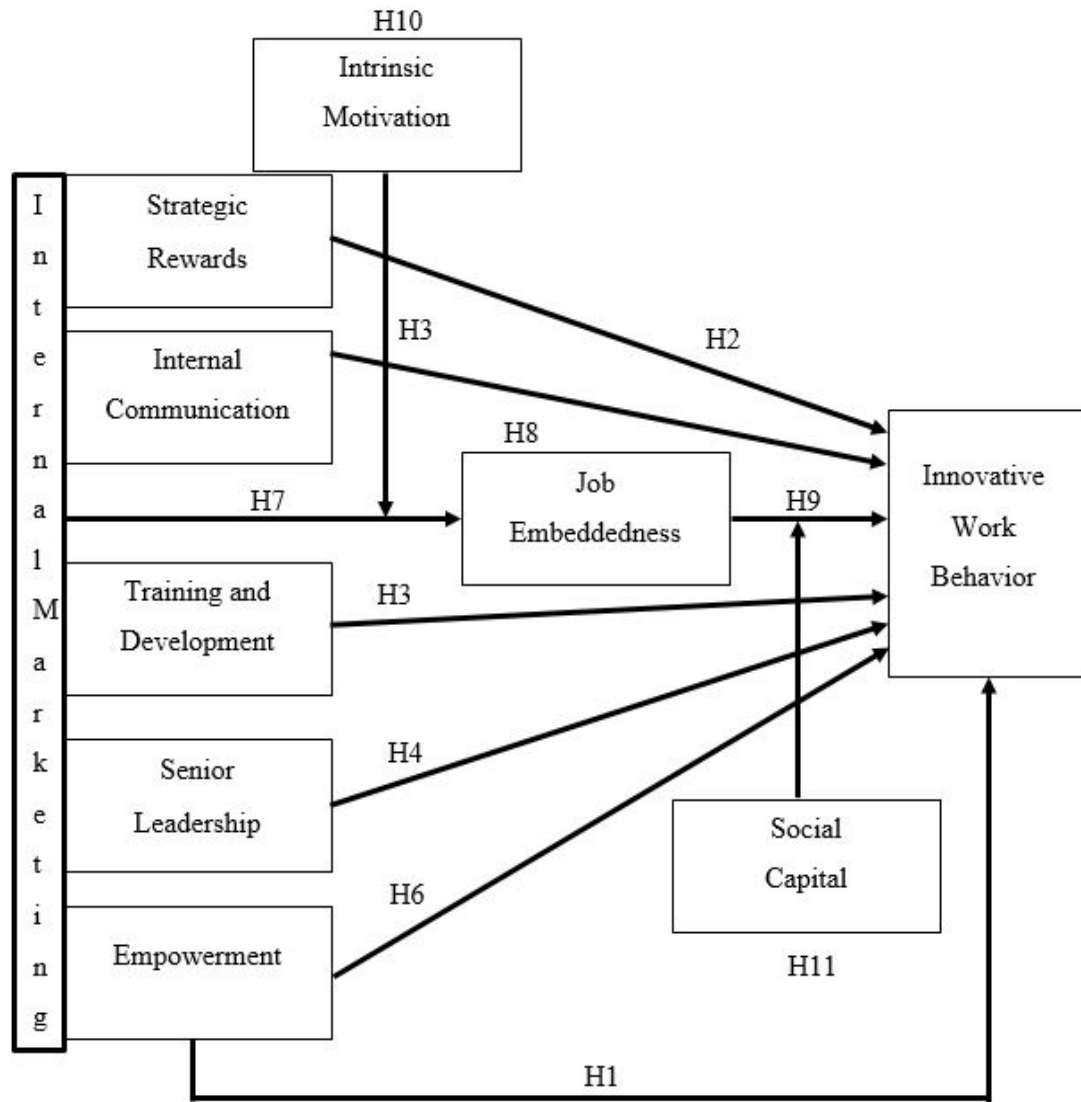 H10
Intrinsic
Motivation
I
n
t
e
r
n
a
l
M
a
r
k
e
t
i
n
g
Strategic
Rewards
H3
H2
Internal
Communication
H8
H7
Job
Embeddedness
H9
Innovative
Work
Behavior
Training and
Development
H3
Senior
Leadership
H4
Social
Capital
H6
Empowerment
H11
H1